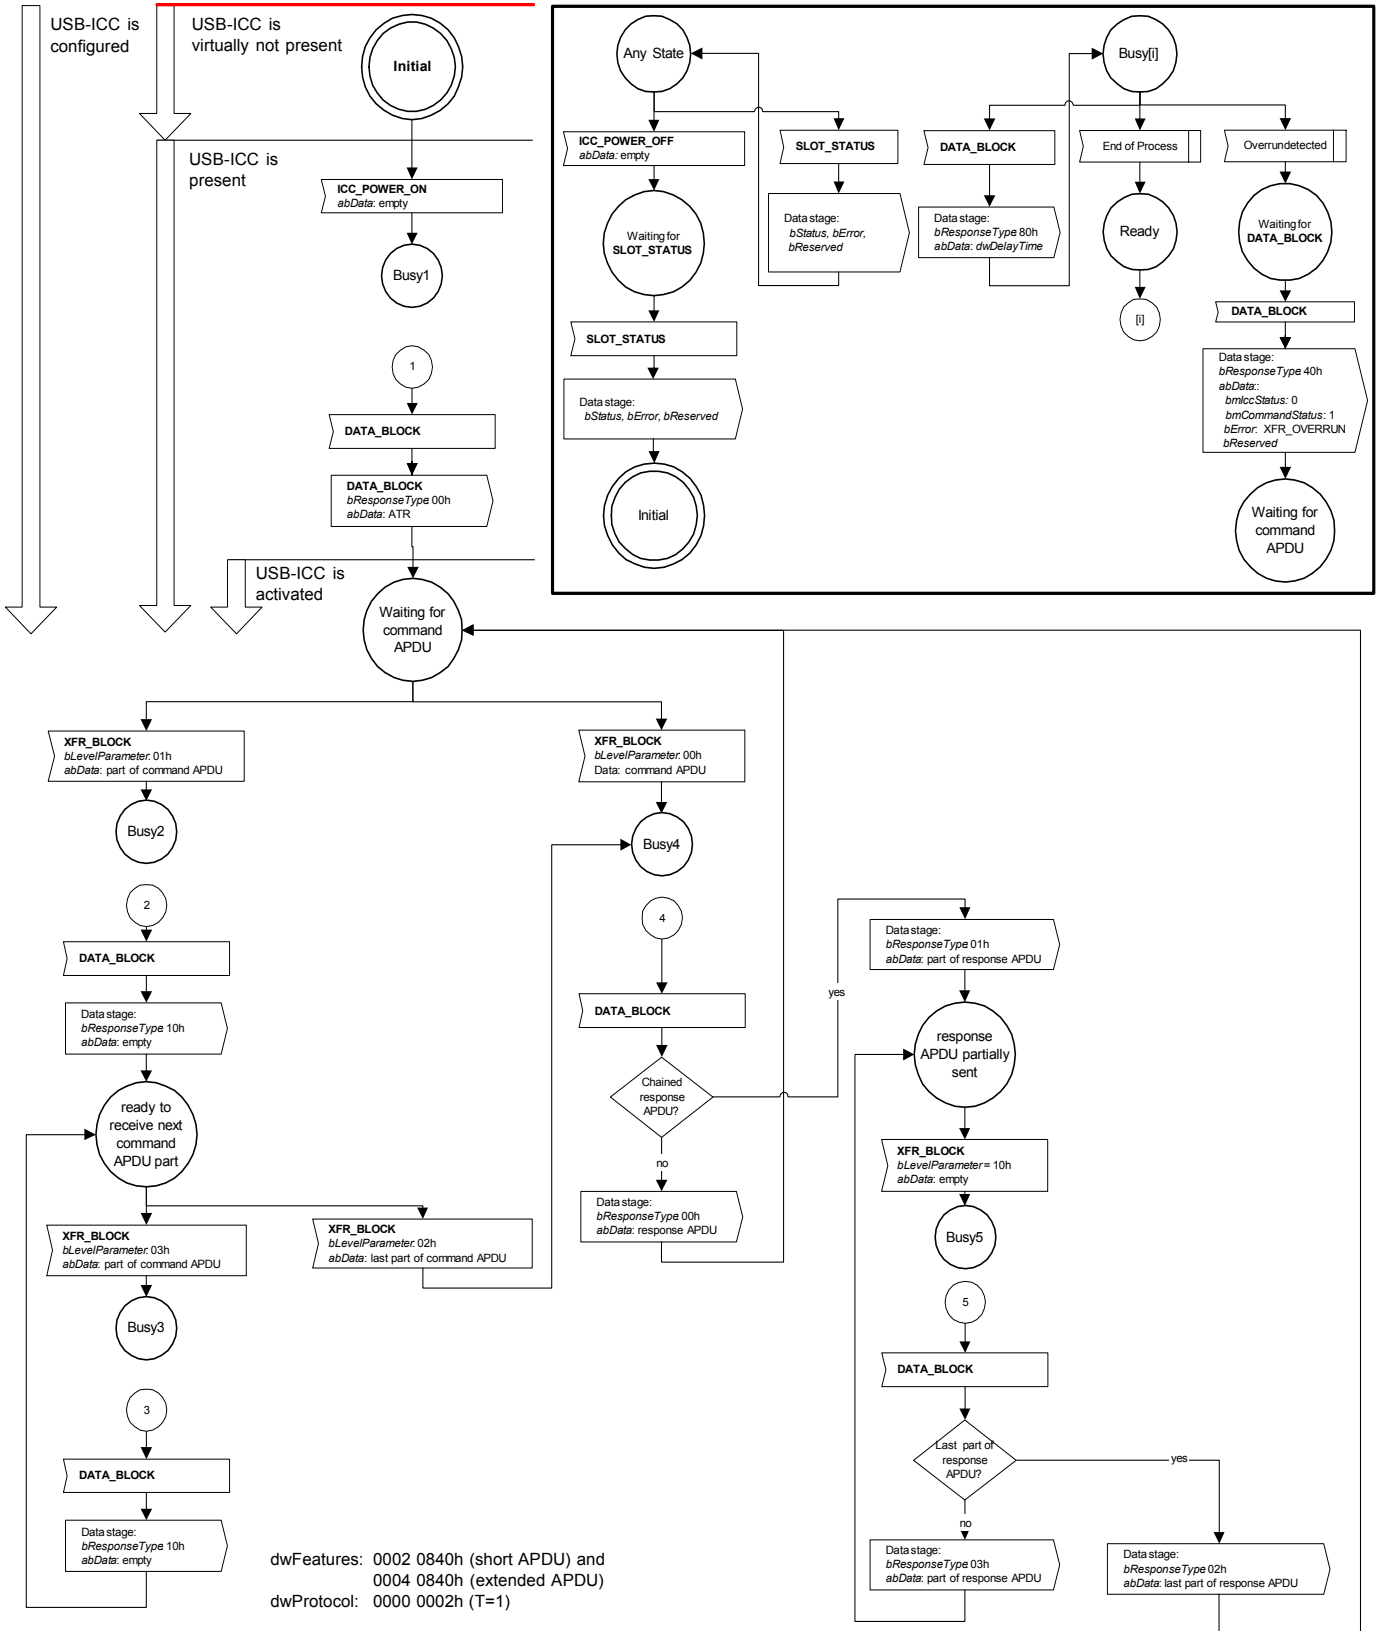 USB-ICC is
configured
USB-ICC is
virtually not present
Initial
USB-ICC is
present
ICC_POWER_ON
abData: empty
Busy1
1
DATA_BLOCK
DATA_BLOCK
bResponseType 00h
abData: ATR
USB-ICC is
activated
Any State
ICC_POWER_OFF
abData: empty
SLOT_STATUS
Waiting for
SLOT_STATUS
Data stage:
bStatus, bError,
bReserved
SLOT_STATUS
Data stage:
bStatus, bError, bReserved
Initial
Busy[i]
DATA_BLOCK
End of Process
Overrun detected
Data stage:
bResponseType 80h
abData: dwDelayTime
Ready
[i]
Waiting for
DATA_BLOCK
DATA_BLOCK
Data stage:
bResponseType 40h
abData::
bmIccStatus: 0
bmCommandStatus: 1
bError: XFR_OVERRUN
bReserved
Waiting for
command
APDU
Waiting for
command
APDU
XFR_BLOCK
bLevelParameter: 01h
abData: part of command APDU
Busy2
2
DATA_BLOCK
Data stage:
bResponseType 10h
abData: empty
ready to
receive next
command
APDU part
XFR_BLOCK
bLevelParameter: 03h
abData: part of command APDU
XFR_BLOCK
bLevelParameter: 02h
abData: last part of command APDU
Busy3
3
DATA_BLOCK
Data stage:
bResponseType 10h
abData: empty
XFR_BLOCK
bLevelParameter: 00h
Data: command APDU
Busy4
4
DATA_BLOCK
Chained
response
APDU?
yes
no
Data stage:
bResponseType 00h
abData: response APDU
Data stage:
bResponseType 01h
abData: part of response APDU
response
APDU partially
sent
XFR_BLOCK
bLevelParameter = 10h
abData: empty
Busy5
5
DATA_BLOCK
Last part of
response
APDU?
yes
no
Data stage:
bResponseType 03h
abData: part of response APDU
Data stage:
bResponseType 02h
abData: last part of response APDU
dwFeatures: 0002 0840h (short APDU) and
0004 0840h (extended APDU)
dwProtocol: 0000 0002h (T=1)